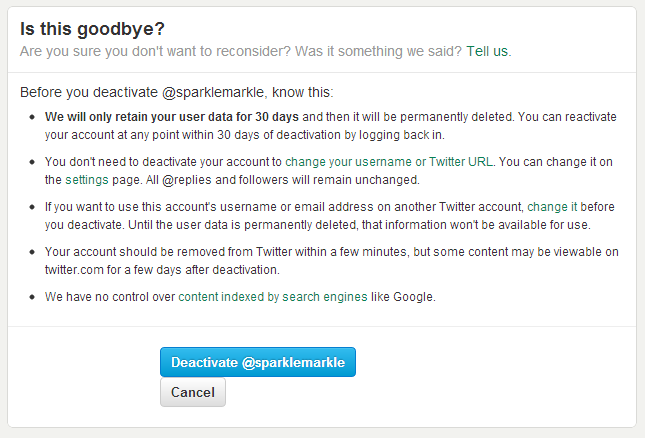 Is this goodbye?
Are you sure you don't want to reconsider? Was it something we said? Tell us.
Before you deactivate @sparklemarkle, know this:
• We will only retain your user data for 30 days and then it will be permanently deleted. You can reactivate
your account at any point within 30 days of deactivation by logging back in.
• You don't need to deactivate your account to change your username or Twitter URL. You can change it on
the settings page. All @replies and followers will remain unchanged.
• If you want to use this account's username or email address on another Twitter account, change it before
you deactivate. Until the user data is permanently deleted, that information won't be available for use.
• Your account should be removed from Twitter within a few minutes, but some content may be viewable on
twitter.com for a few days after deactivation.
• We have no control over content indexed by search engines like Google.
Deactivate @sparklemarkle
Cancel